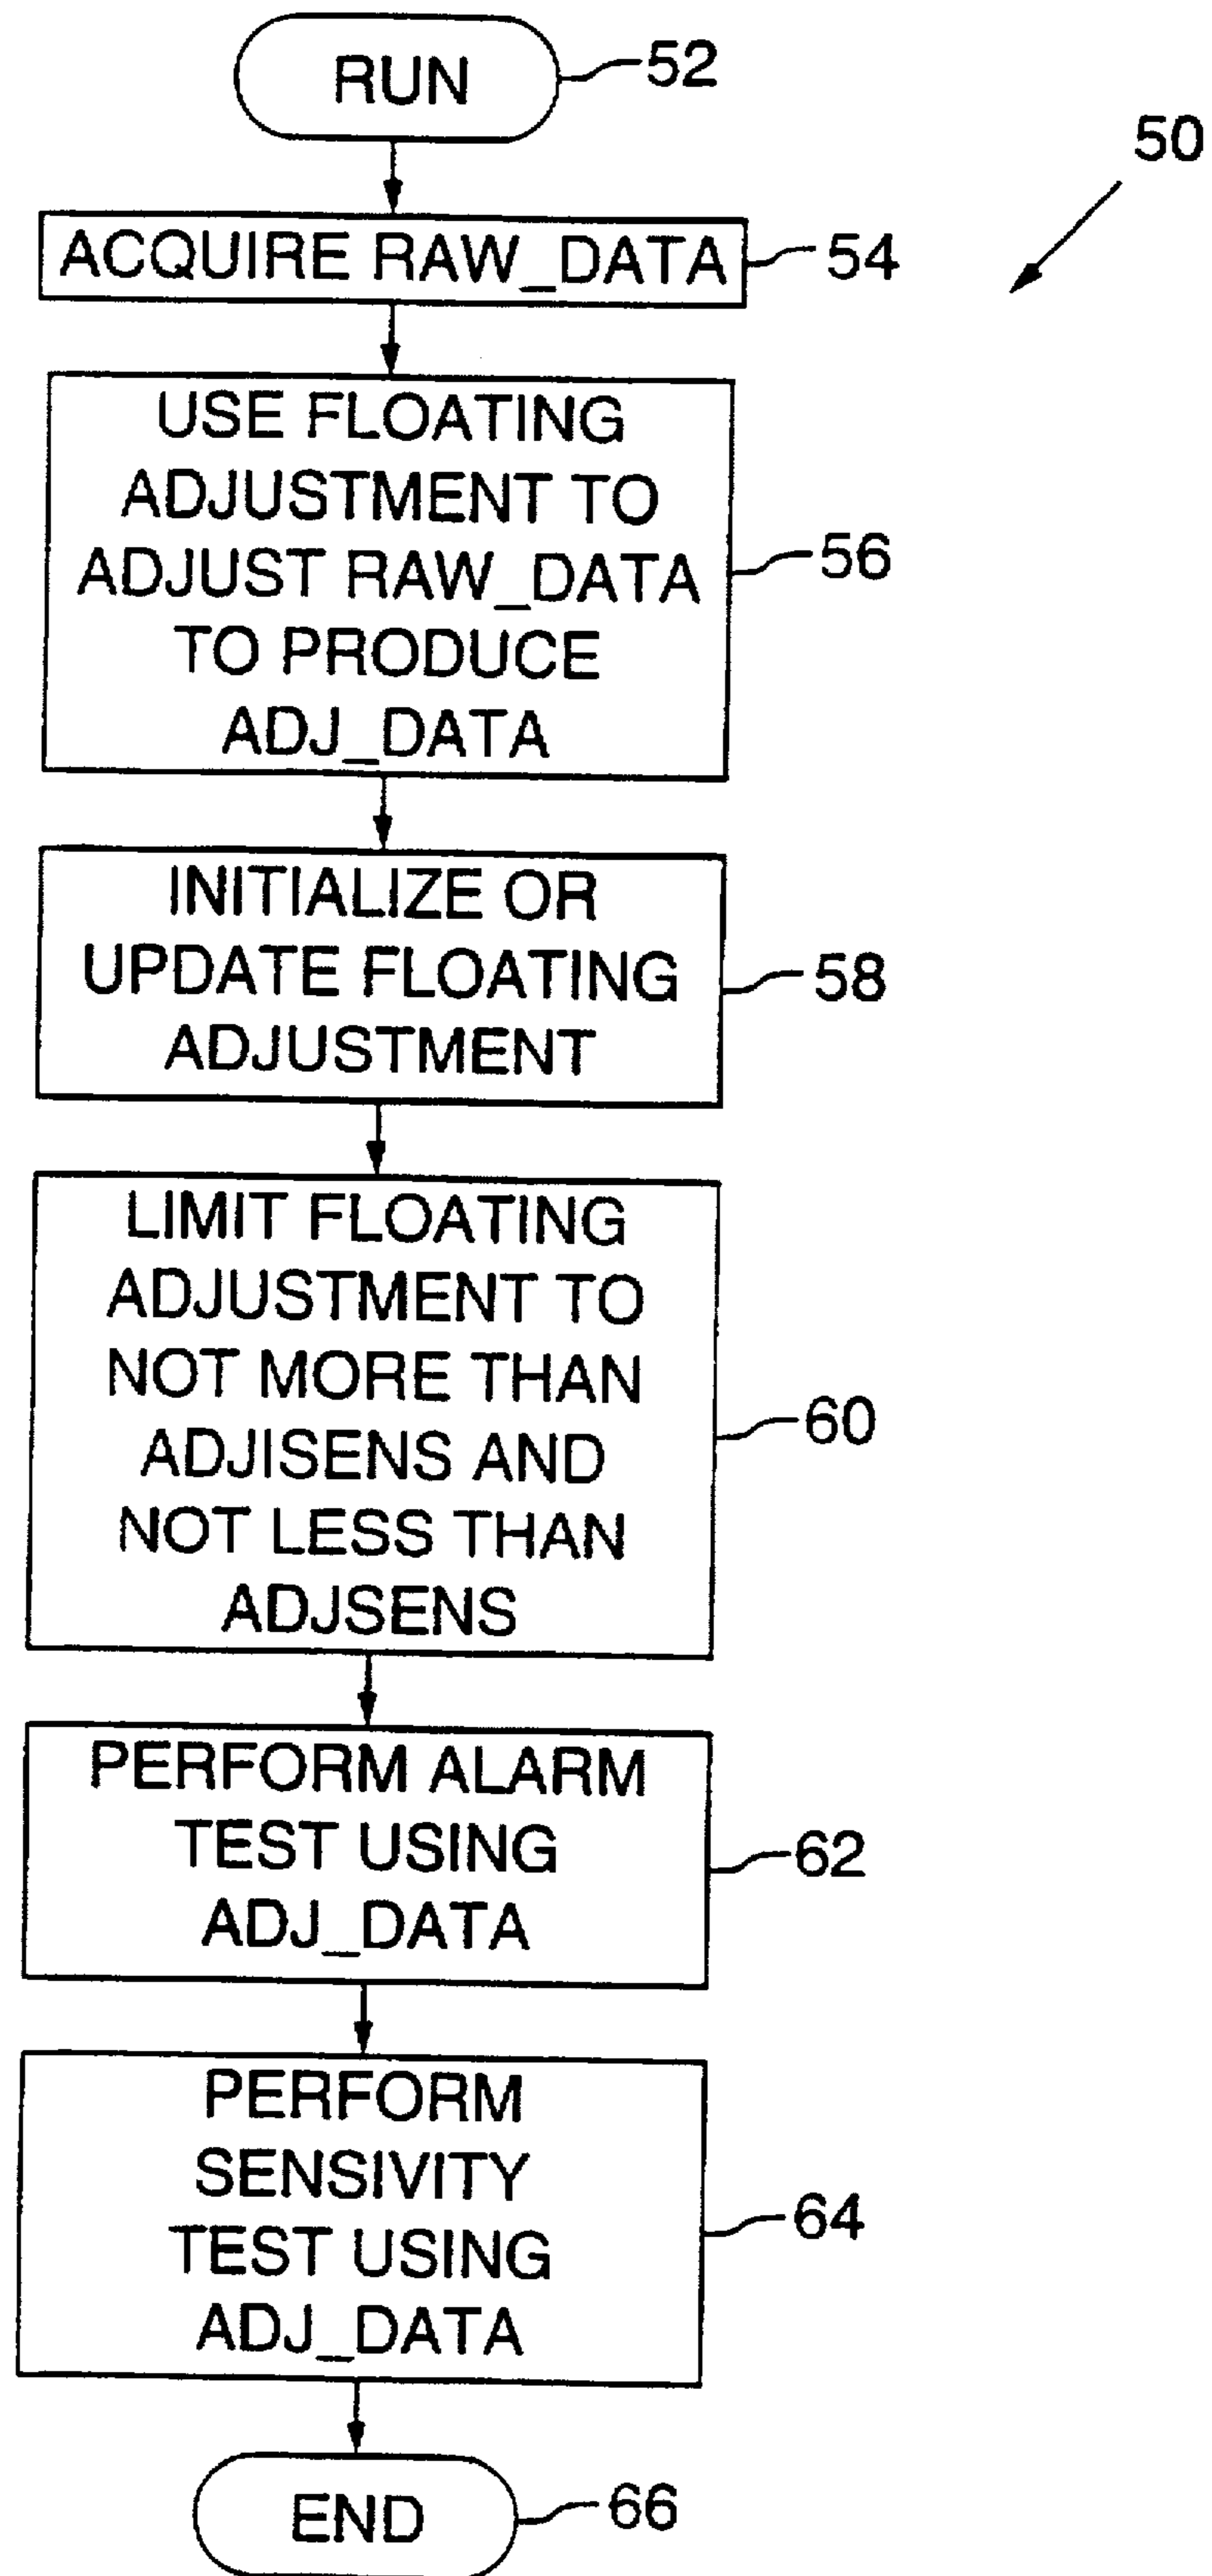 RUN
52
50
ACQUIRE RAW_DATA
54
USE FLOATING
ADJUSTMENT TO
ADJUST RAW_DATA
TO PRODUCE
ADJ_DATA
56
INITIALIZE OR
UPDATE FLOATING
ADJUSTMENT
58
LIMIT FLOATING
ADJUSTMENT TO
NOT MORE THAN
ADJISENS AND
NOT LESS THAN
ADJSENS
60
PERFORM ALARM
TEST USING
ADJ_DATA
62
PERFORM
SENSIVITY
TEST USING
ADJ_DATA
64
END
66